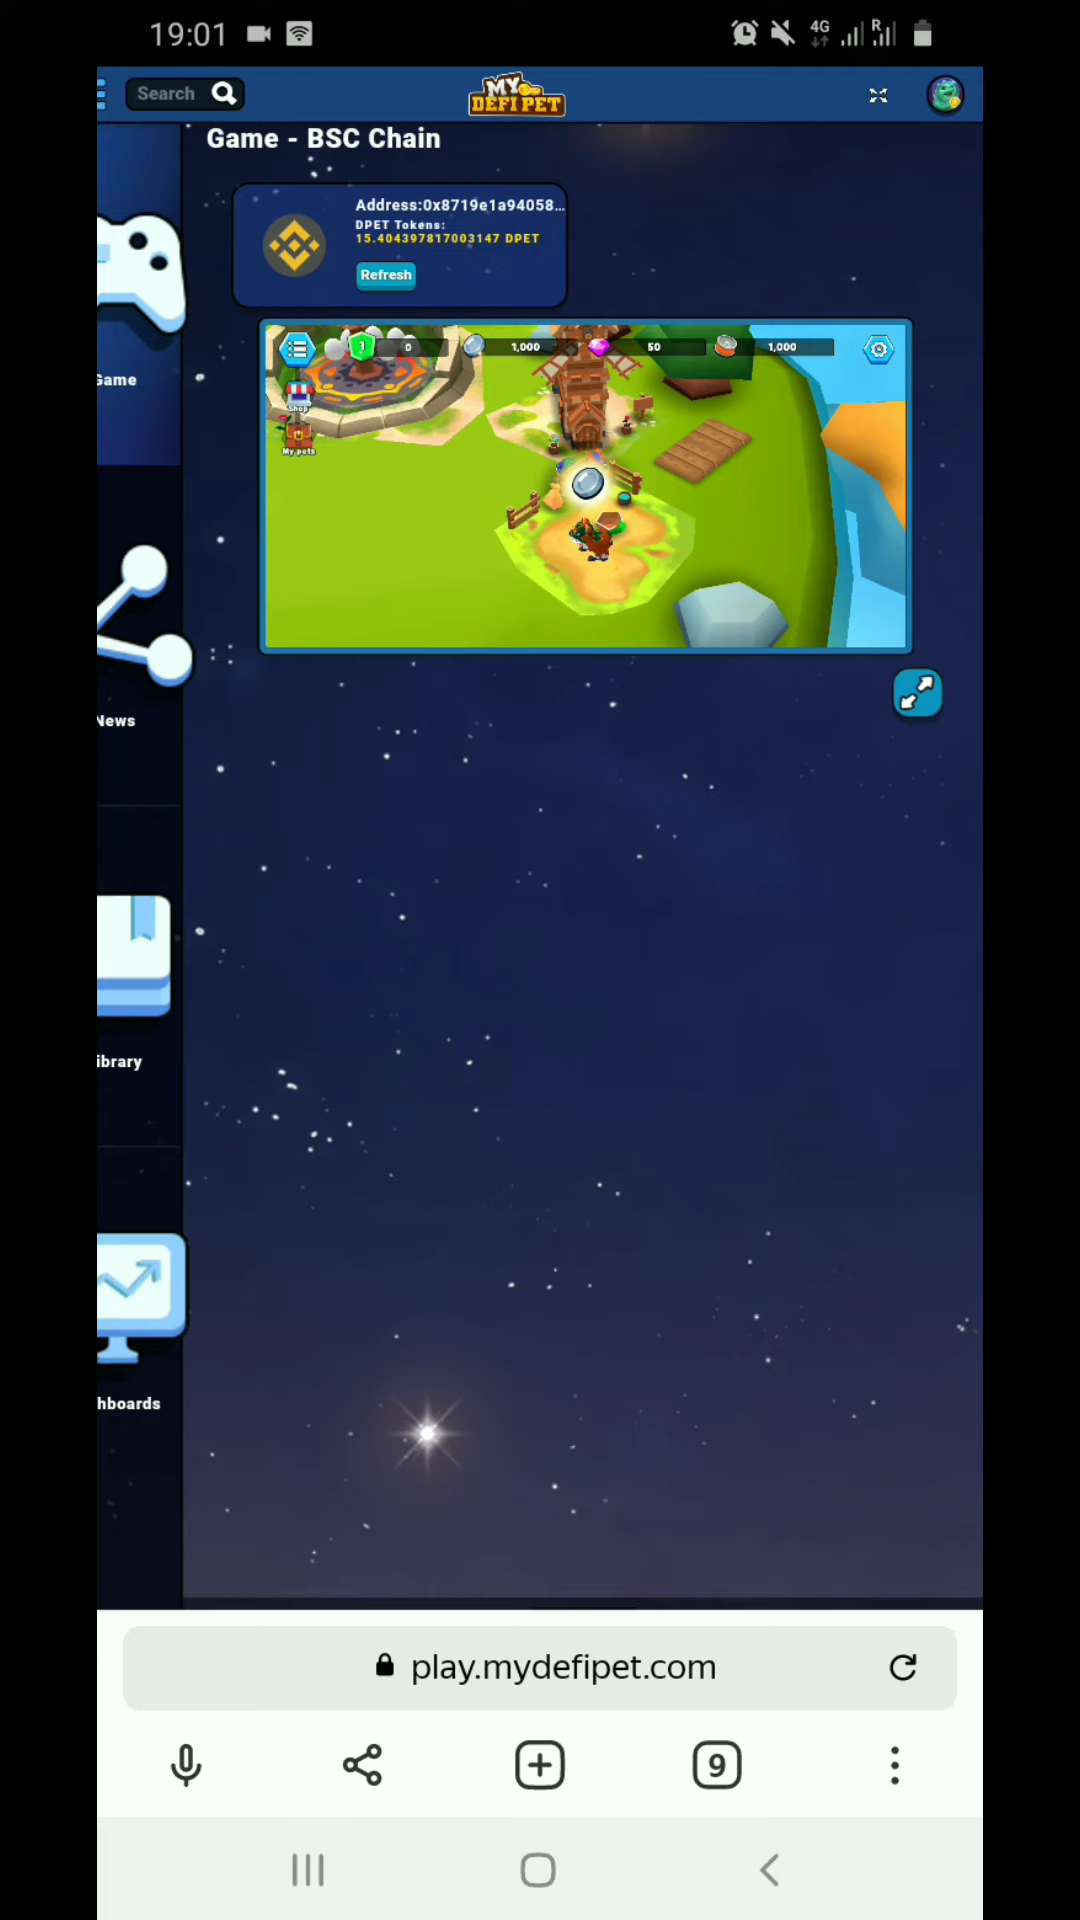 19:01
4G
R
Search
MY
DEFI PET
Game - BSC Chain
Address:0x8719e1a94058...
DPET Tokens:
15.404397817003147 DPET
Refresh
1
0
1,000
50
1,000
Shop
My pets
Game
News
ibrary
hboards
play.mydefipet.com
9